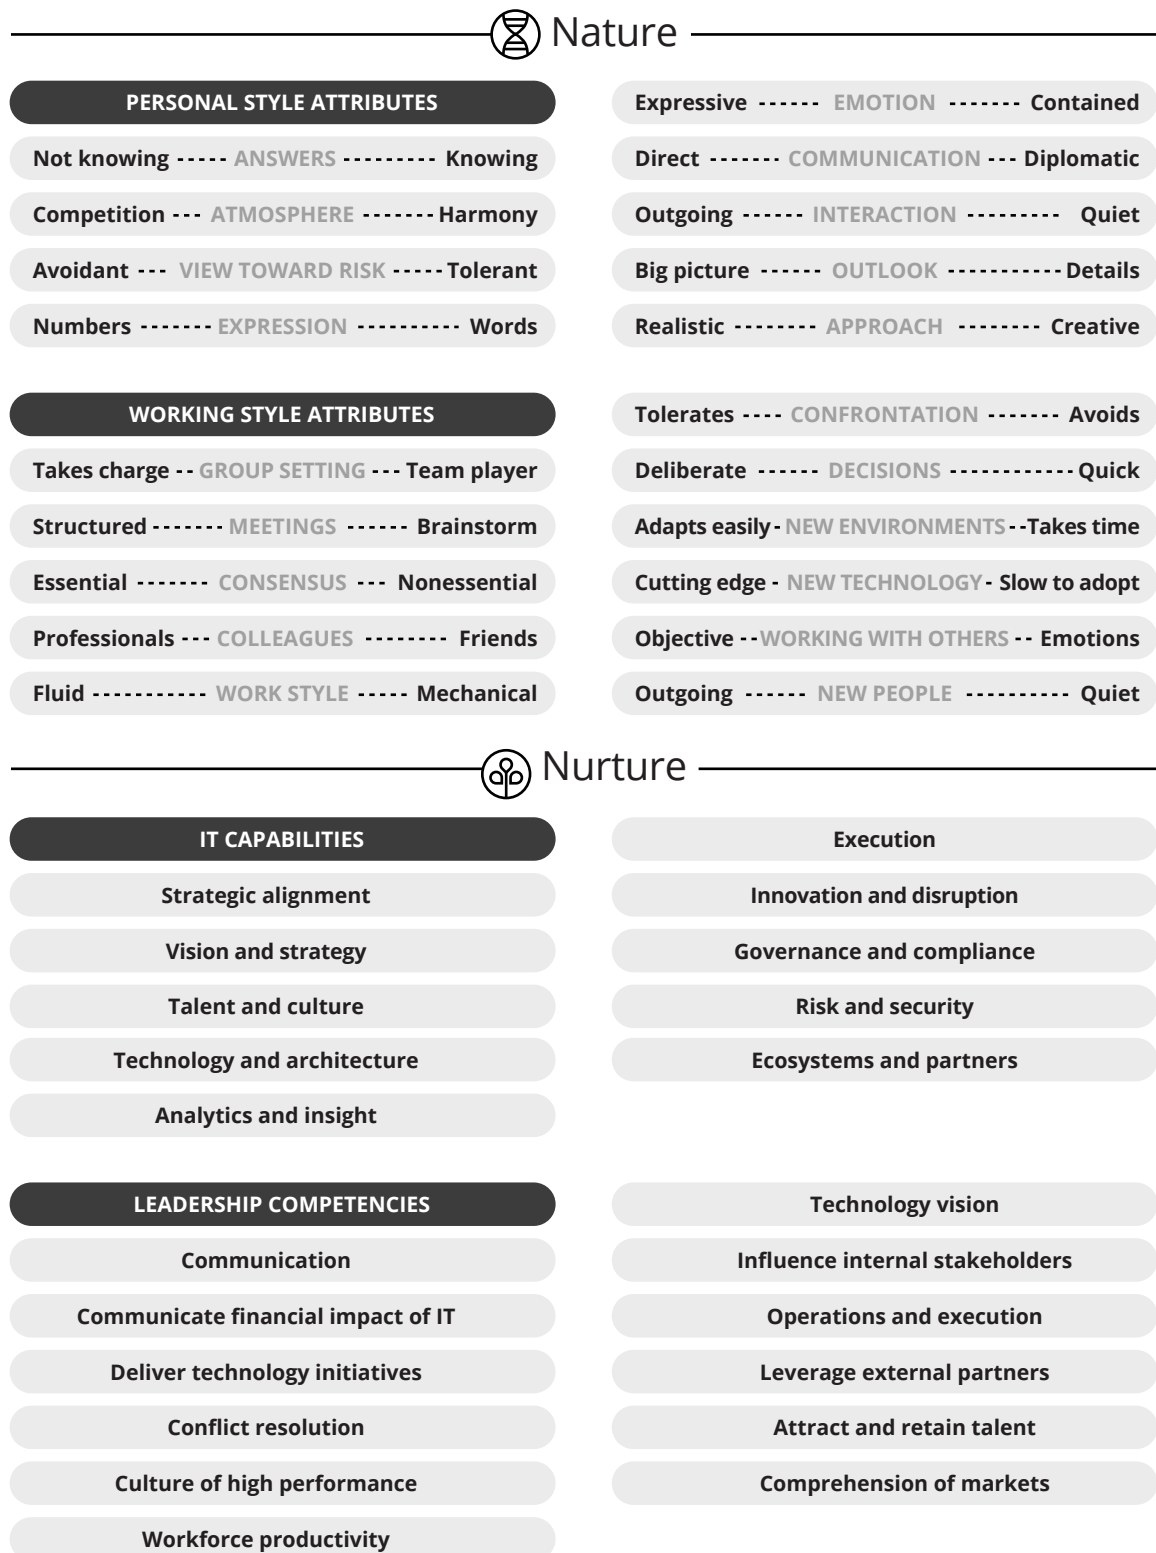 Nature
PERSONAL STYLE ATTRIBUTES
Not knowing ----- ANSWERS --------- Knowing
Competition --- ATMOSPHERE ------- Harmony
Avoidant --- VIEW TOWARD RISK ----- Tolerant
Numbers ------- EXPRESSION ---------- Words
Expressive ------ EMOTION ------- Contained
Direct ------- COMMUNICATION --- Diplomatic
Outgoing ------ INTERACTION --------- Quiet
Big picture ------ OUTLOOK ----------- Details
Realistic -------- APPROACH -------- Creative
WORKING STYLE ATTRIBUTES
Takes charge -- GROUP SETTING --- Team player
Structured ------- MEETINGS ------ Brainstorm
Essential ------- CONSENSUS --- Nonessential
Professionals --- COLLEAGUES -------- Friends
Fluid ----------- WORK STYLE ----- Mechanical
Tolerates ---- CONFRONTATION ------- Avoids
Deliberate ------ DECISIONS ------------ Quick
Adapts easily - NEW ENVIRONMENTS -- Takes time
Cutting edge - NEW TECHNOLOGY - Slow to adopt
Objective -- WORKING WITH OTHERS -- Emotions
Outgoing ------ NEW PEOPLE ---------- Quiet
Nurture
IT CAPABILITIES
Strategic alignment
Vision and strategy
Talent and culture
Technology and architecture
Analytics and insight
Execution
Innovation and disruption
Governance and compliance
Risk and security
Ecosystems and partners
LEADERSHIP COMPETENCIES
Communication
Communicate financial impact of IT
Deliver technology initiatives
Conflict resolution
Culture of high performance
Workforce productivity
Technology vision
Influence internal stakeholders
Operations and execution
Leverage external partners
Attract and retain talent
Comprehension of markets